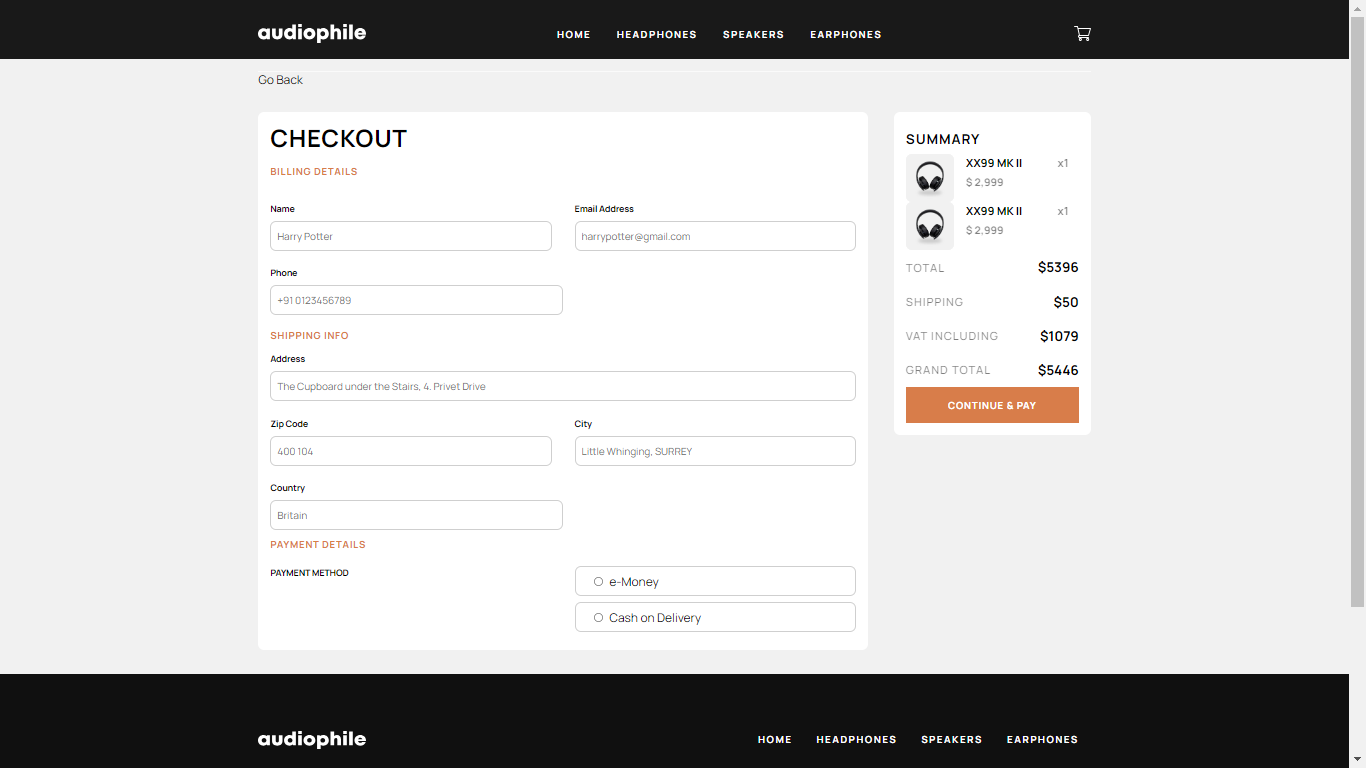 audiophile
HOME HEADPHONES SPEAKERS EARPHONES
Go Back
CHECKOUT
BILLING DETAILS
Name
Email Address
Harry Potter
harrypotter@gmail.com
Phone
+91 0123456789
SHIPPING INFO
Address
The Cupboard under the Stairs, 4. Privet Drive
Zip Code
City
400 104
Little Whinging, SURREY
Country
Britain
PAYMENT DETAILS
PAYMENT METHOD
e-Money
Cash on Delivery
SUMMARY
XX99 MK II x1
$ 2,999
XX99 MK II x1
$ 2,999
TOTAL $5396
SHIPPING $50
VAT INCLUDING $1079
GRAND TOTAL $5446
CONTINUE & PAY
audiophile
HOME HEADPHONES SPEAKERS EARPHONES